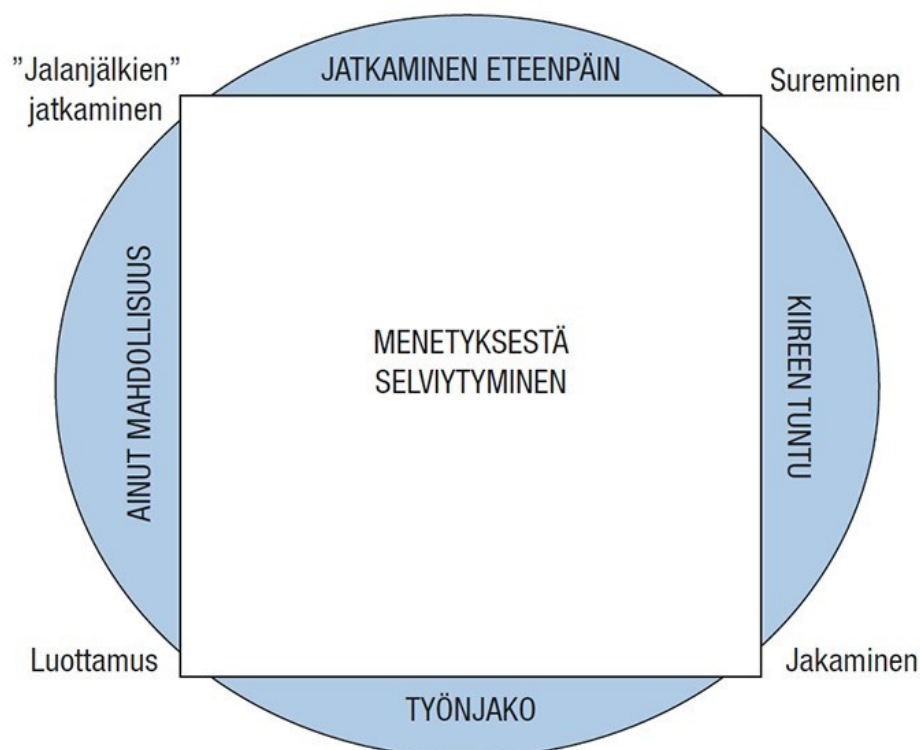 ”Jalanjälkien”
jatkaminen
JATKAMINEN ETEENPÄIN
Sureminen
AINUT MAHDOLLISUUS
MENETYKSESTÄ
SELVIYTYMINEN
KIIREEN TUNTU
Luottamus
TYÖNJAKO
Jakaminen